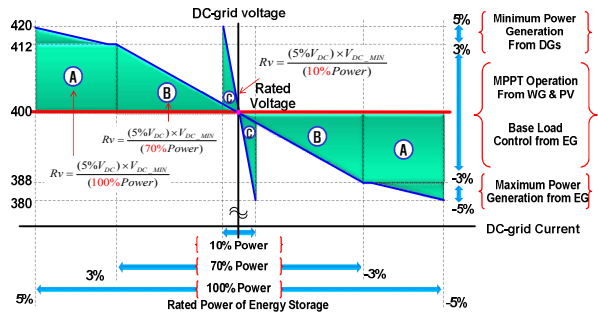 DC-grid voltage
420
412
400
388
380
5%
3%
-3%
-5%
Minimum Power
Generation
From DGs
MPPT Operation
From WG & PV
Base Load
Control from EG
Maximum Power
Generation from EG
Rv = (5%V_DC) × V_DC_MIN / (10%Power)
Rated
Voltage
A
B
C
C
B
A
Rv = (5%V_DC) × V_DC_MIN / (70%Power)
Rv = (5%V_DC) × V_DC_MIN / (100%Power)
DC-grid Current
10% Power
3%
70% Power
-3%
5%
100% Power
-5%
Rated Power of Energy Storage